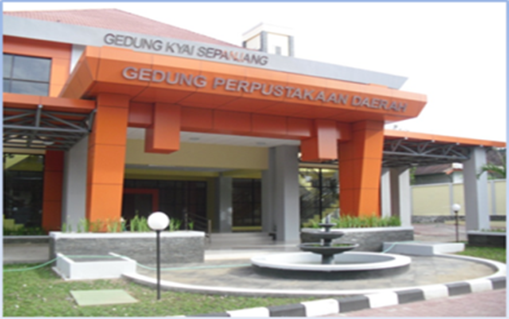 GEDUNG KYAI SEPANJANG
GEDUNG PERPUSTAKAAN DAERAH